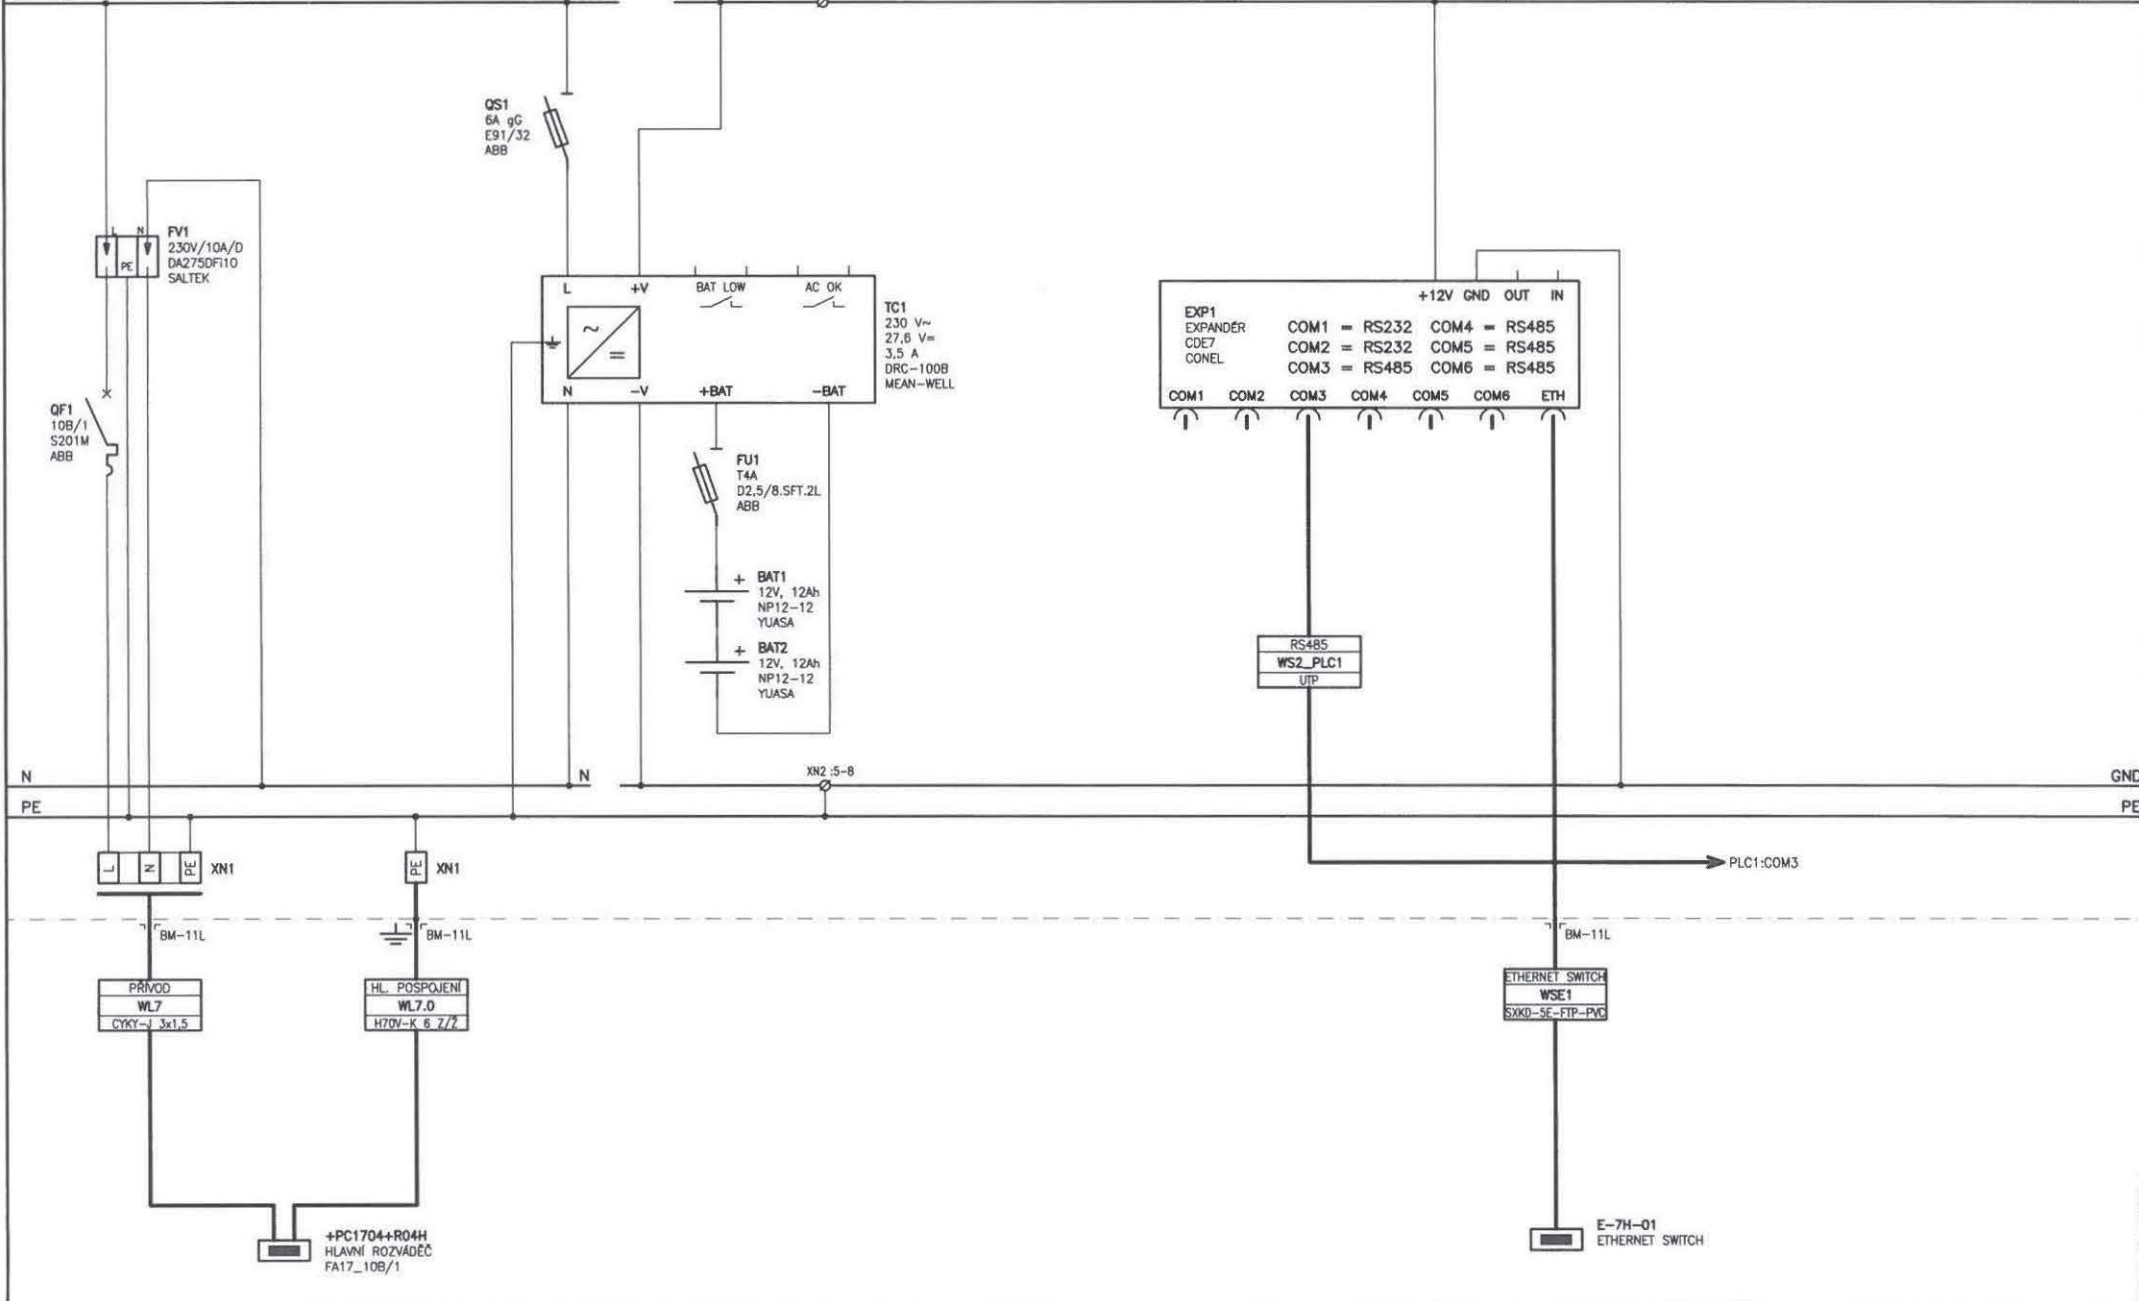 QS1
6A gG
E91/32
ABB
L
N
PE
FV1
230V/10A/D
DA275DFi10
SALTEK
QF1
10B/1
S201M
ABB
L
+V
BAT LOW
AC OK
~
=
N
-V
+BAT
-BAT
TC1
230 V~
27,6 V=
3,5 A
DRC-100B
MEAN-WELL
FU1
T4A
D2,5/8.SFT.2L
ABB
+
BAT1
12V, 12Ah
NP12-12
YUASA
+
BAT2
12V, 12Ah
NP12-12
YUASA
+12V GND OUT IN
EXP1
EXPANDÉR
CDE7
CONEL
COM1 = RS232 COM4 = RS485
COM2 = RS232 COM5 = RS485
COM3 = RS485 COM6 = RS485
COM1 COM2 COM3 COM4 COM5 COM6 ETH
RS485
WS2_PLC1
UTP
N
N
XN2:5-8
GND
PE
PE
L
N
PE
XN1
PE
XN1
PLC1:COM3
BM-11L
BM-11L
BM-11L
PŘÍVOD
WL7
CYKY-J 3x1,5
HL. POSPOJENÍ
WL7.0
H70V-K 6 Z/Ž
ETHERNET SWITCH
WSE1
SXKD-5E-FTP-PVC
+PC1704+R04H
HLAVNÍ ROZVÁDĚČ
FA17_10B/1
E-7H-01
ETHERNET SWITCH